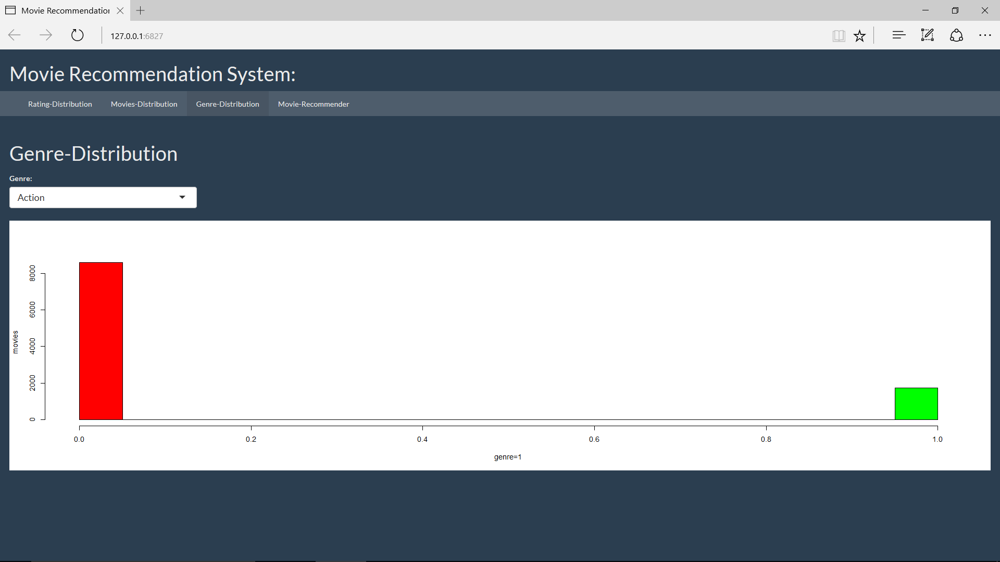 Movie Recommendation
127.0.0.1:6827
Movie Recommendation System:
Rating-Distribution Movies-Distribution Genre-Distribution Movie-Recommender
Genre-Distribution
Genre:
Action
8000
6000
4000
2000
0
movies
0.0 0.2 0.4 0.6 0.8 1.0
genre=1